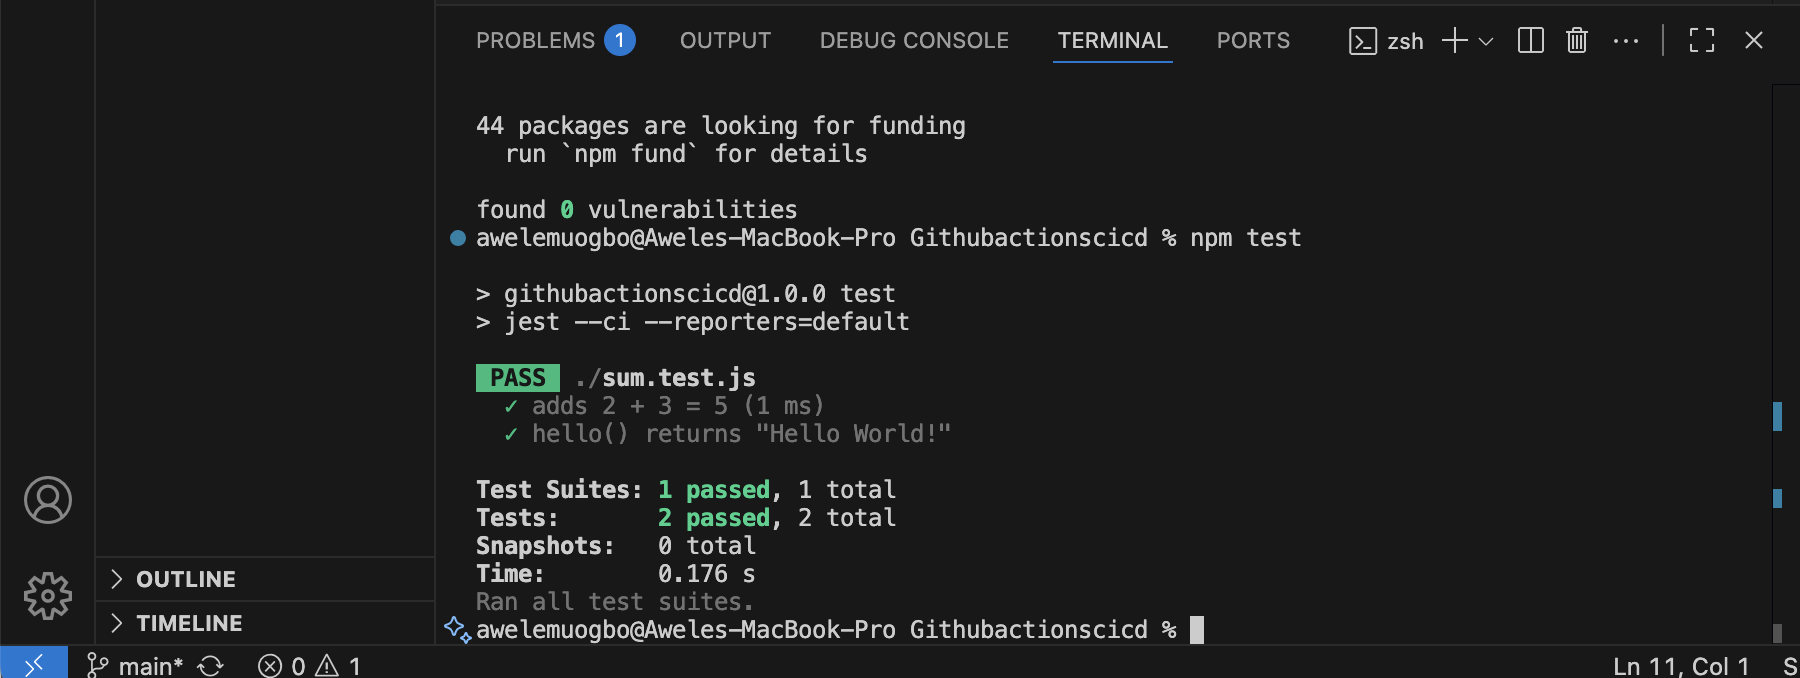 PROBLEMS 1 OUTPUT DEBUG CONSOLE TERMINAL PORTS zsh
44 packages are looking for funding
run `npm fund` for details
found 0 vulnerabilities
awelemuogbo@Aweles-MacBook-Pro Githubactionscicd % npm test
> githubactionscicd@1.0.0 test
> jest --ci --reporters=default
PASS ./sum.test.js
✓ adds 2 + 3 = 5 (1 ms)
✓ hello() returns "Hello World!"
Test Suites: 1 passed, 1 total
Tests: 2 passed, 2 total
Snapshots: 0 total
Time: 0.176 s
Ran all test suites.
awelemuogbo@Aweles-MacBook-Pro Githubactionscicd %
OUTLINE
TIMELINE
main* 0 1 Ln 11, Col 1 S